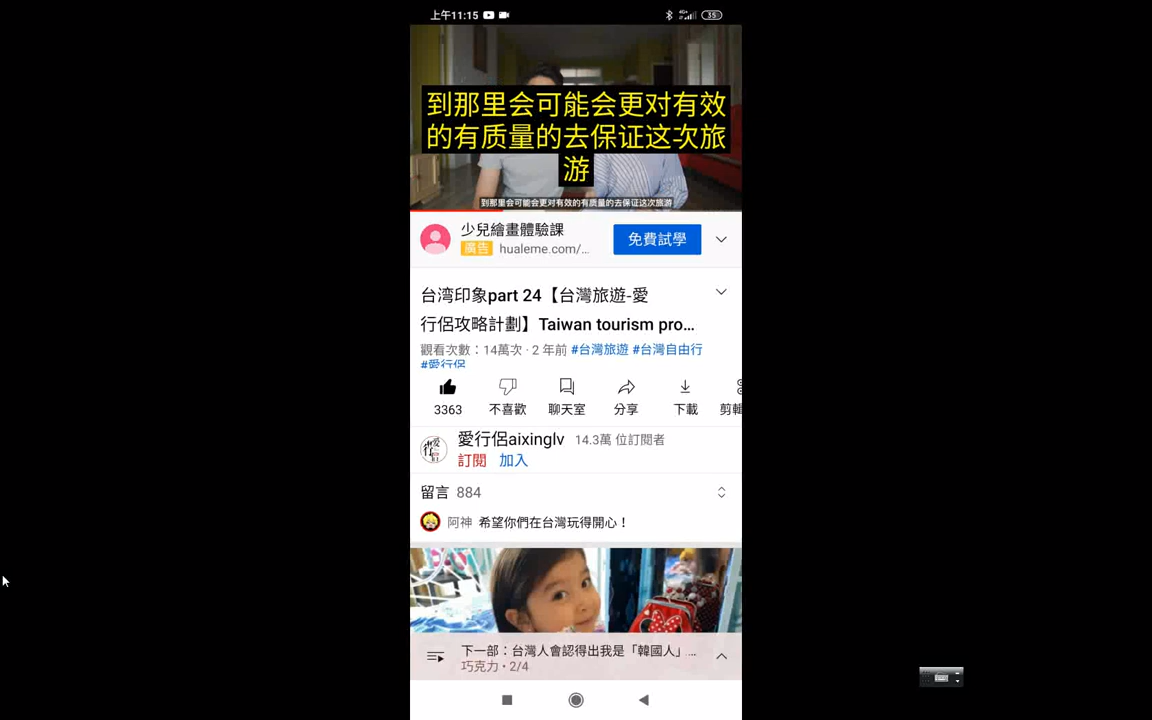 上午11:15
4G+
35
到那里会可能会更对有效
的有质量的去保证这次旅
游
到那里会可能会更对有效的有质量的去保证这次旅游
少兒繪畫體驗課
廣告 hualeme.com/...
免費試學
台湾印象part 24【台灣旅遊-愛
行侶攻略計劃】Taiwan tourism pro...
觀看次數：14萬次 · 2 年前 #台灣旅遊 #台灣自由行
#愛行侶
3363 不喜歡 聊天室 分享 下載 剪輯
愛行侶aixinglv 14.3萬 位訂閱者
訂閱 加入
留言 884
阿神 希望你們在台灣玩得開心！
下一部：台灣人會認得出我是「韓國人」...
巧克力 • 2/4